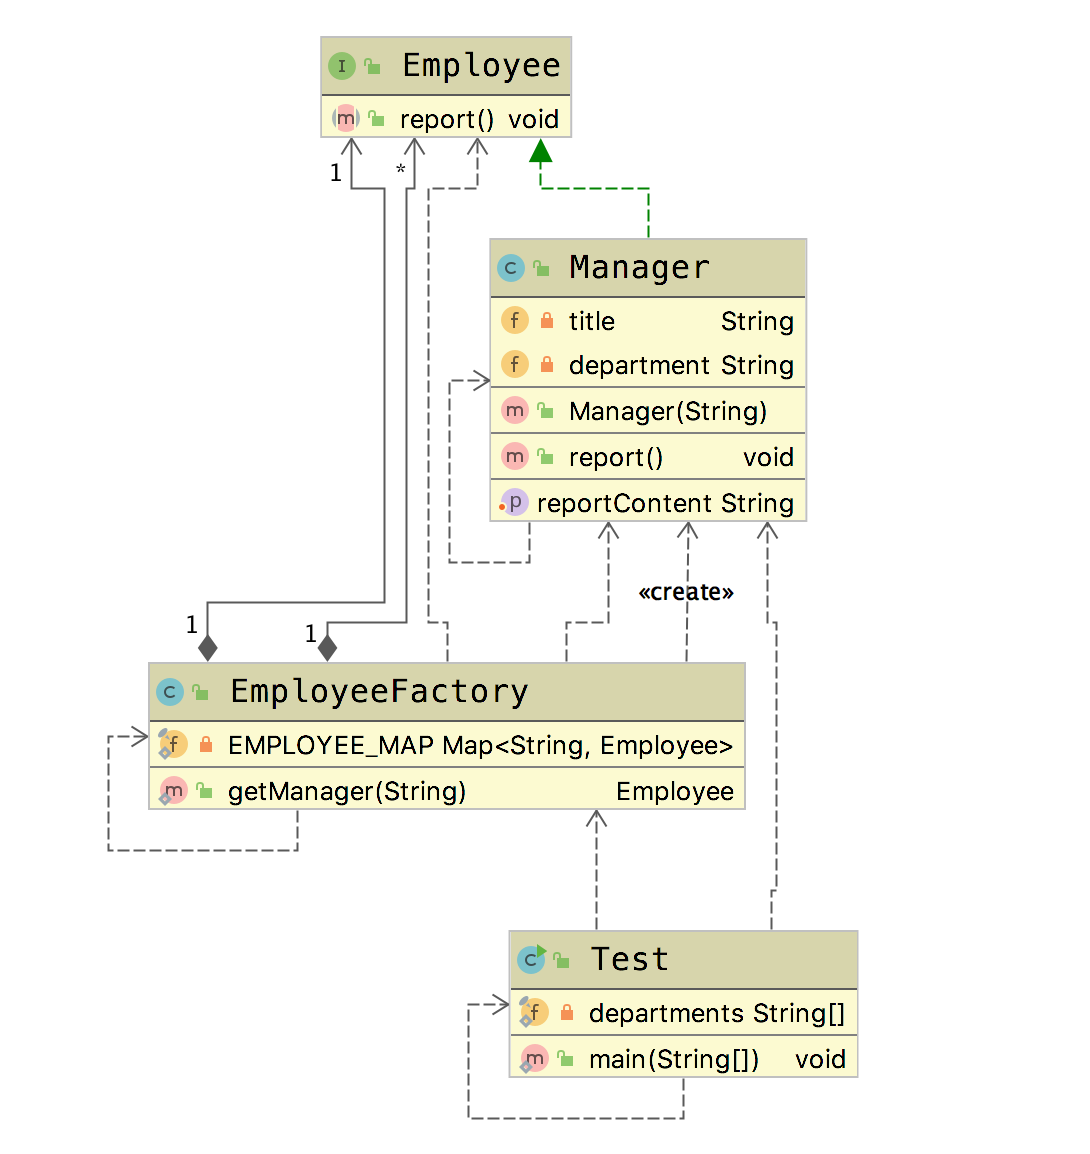 I Employee
m report() void
1 *
C Manager
f title String
f department String
m Manager(String)
m report() void
p reportContent String
«create»
1 1
C EmployeeFactory
f EMPLOYEE_MAP Map<String, Employee>
m getManager(String) Employee
C Test
f departments String[]
m main(String[]) void